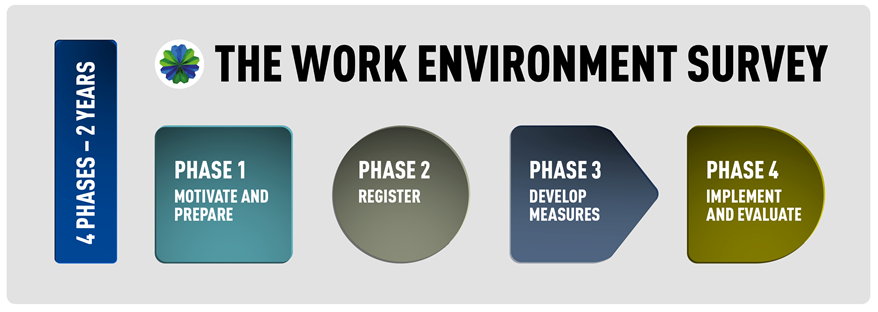 4 PHASES – 2 YEARS
THE WORK ENVIRONMENT SURVEY
PHASE 1
MOTIVATE AND
PREPARE
PHASE 2
REGISTER
PHASE 3
DEVELOP
MEASURES
PHASE 4
IMPLEMENT
AND EVALUATE